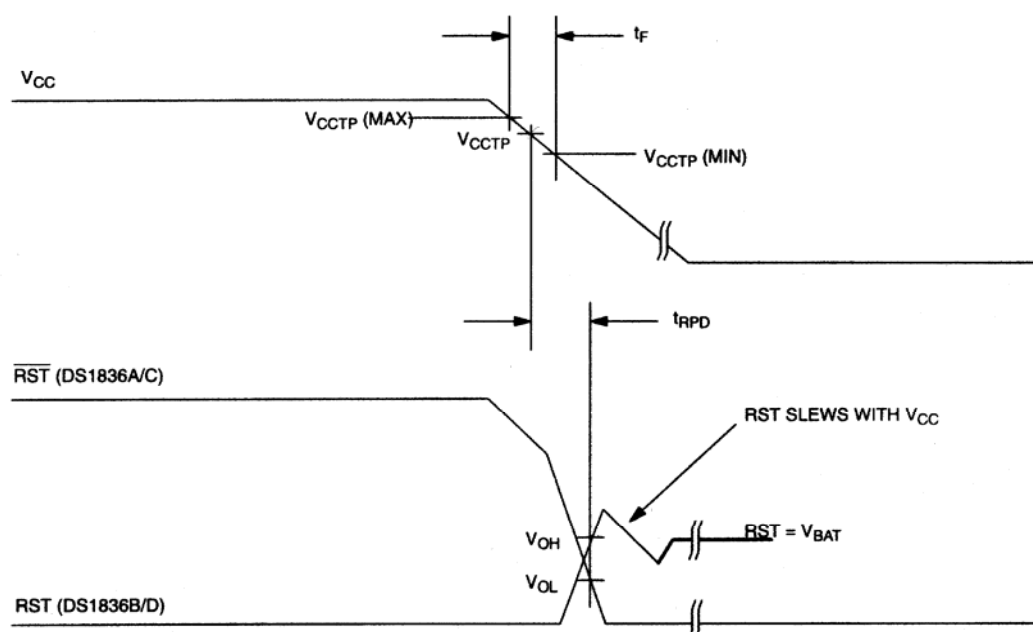 t_F
V_CC
V_CCTP (MAX)
V_CCTP
V_CCTP (MIN)
t_RPD
R̅S̅T̅ (DS1836A/C)
RST SLEWS WITH V_CC
V_OH
RST = V_BAT
V_OL
RST (DS1836B/D)